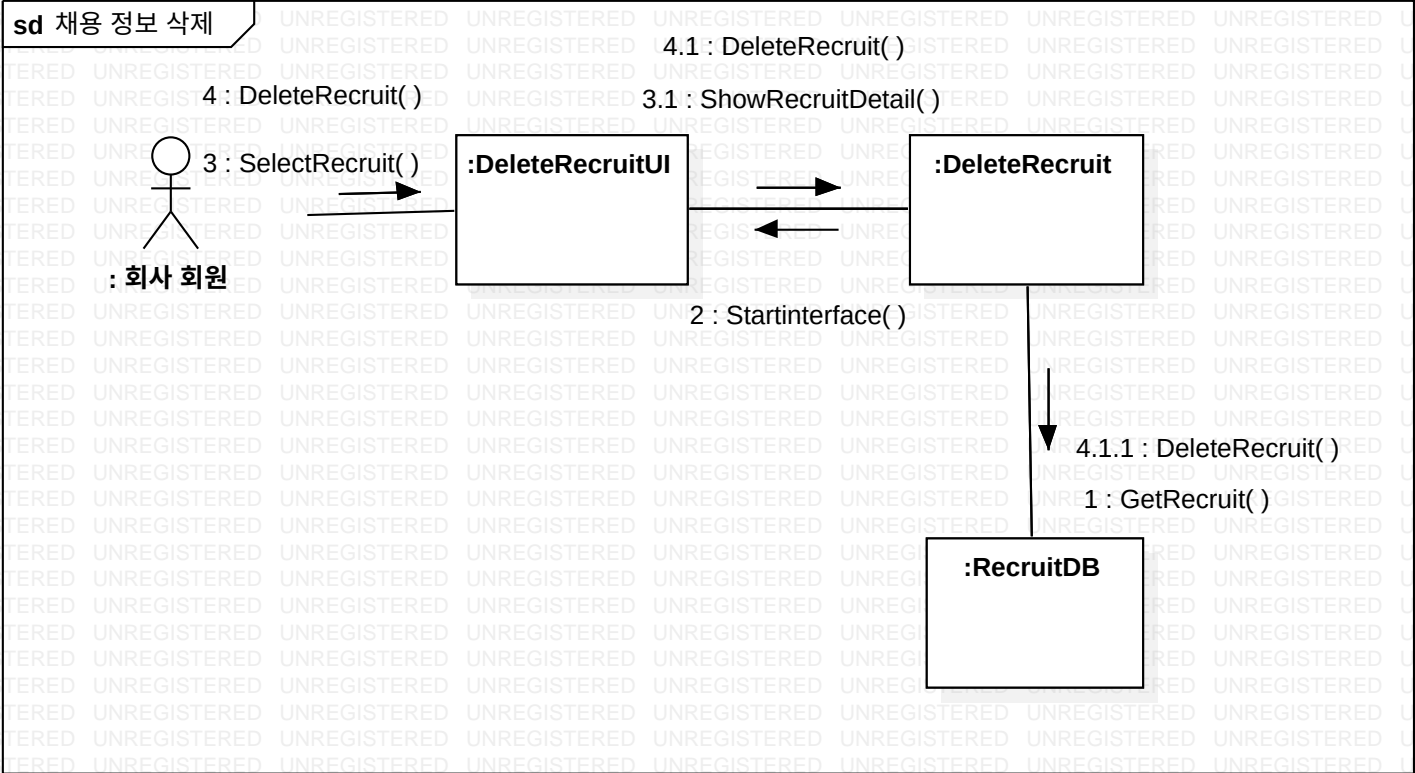 sd 채용 정보 삭제
4.1 : DeleteRecruit( )
4 : DeleteRecruit( )
3.1 : ShowRecruitDetail( )
3 : SelectRecruit( )
:DeleteRecruitUI
:DeleteRecruit
: 회사 회원
2 : Startinterface( )
4.1.1 : DeleteRecruit( )
1 : GetRecruit( )
:RecruitDB
UNREGISTERED